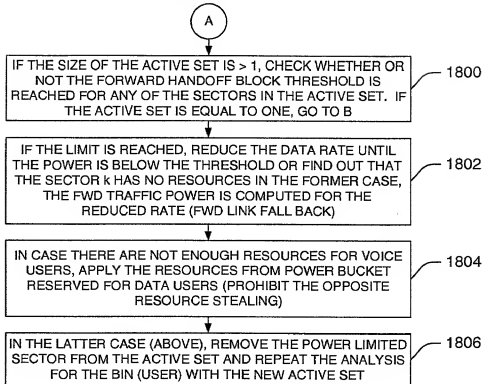 A
IF THE SIZE OF THE ACTIVE SET IS > 1, CHECK WHETHER OR
NOT THE FORWARD HANDOFF BLOCK THRESHOLD IS
REACHED FOR ANY OF THE SECTORS IN THE ACTIVE SET. IF
THE ACTIVE SET IS EQUAL TO ONE, GO TO B
1800
IF THE LIMIT IS REACHED, REDUCE THE DATA RATE UNTIL
THE POWER IS BELOW THE THRESHOLD OR FIND OUT THAT
THE SECTOR k HAS NO RESOURCES IN THE FORMER CASE,
THE FWD TRAFFIC POWER IS COMPUTED FOR THE
REDUCED RATE (FWD LINK FALL BACK)
1802
IN CASE THERE ARE NOT ENOUGH RESOURCES FOR VOICE
USERS, APPLY THE RESOURCES FROM POWER BUCKET
RESERVED FOR DATA USERS (PROHIBIT THE OPPOSITE
RESOURCE STEALING)
1804
IN THE LATTER CASE (ABOVE), REMOVE THE POWER LIMITED
SECTOR FROM THE ACTIVE SET AND REPEAT THE ANALYSIS
FOR THE BIN (USER) WITH THE NEW ACTIVE SET
1806